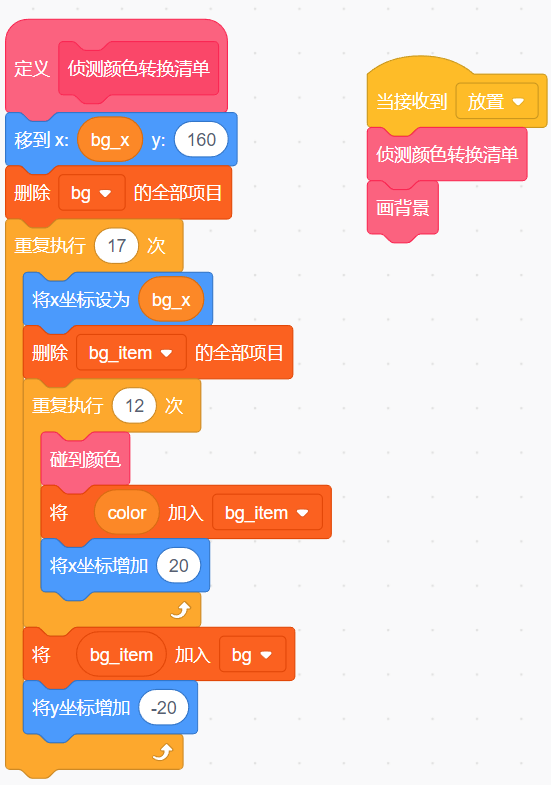 定义 侦测颜色转换清单
移到 x: bg_x y: 160
删除 bg 的全部项目
重复执行 17 次
将x坐标设为 bg_x
删除 bg_item 的全部项目
重复执行 12 次
碰到颜色
将 color 加入 bg_item
将x坐标增加 20
将 bg_item 加入 bg
将y坐标增加 -20
当接收到 放置
侦测颜色转换清单
画背景